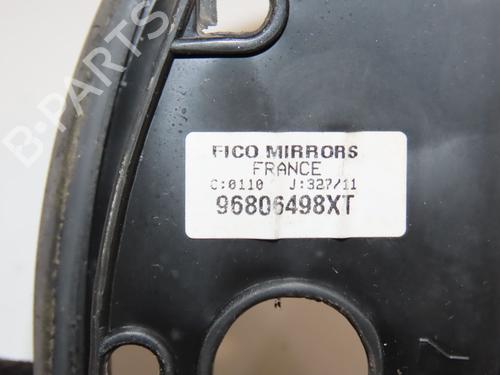 FICO MIRRORS
FRANCE
C:0110 J:327/11
96806498XT
B-PARTS